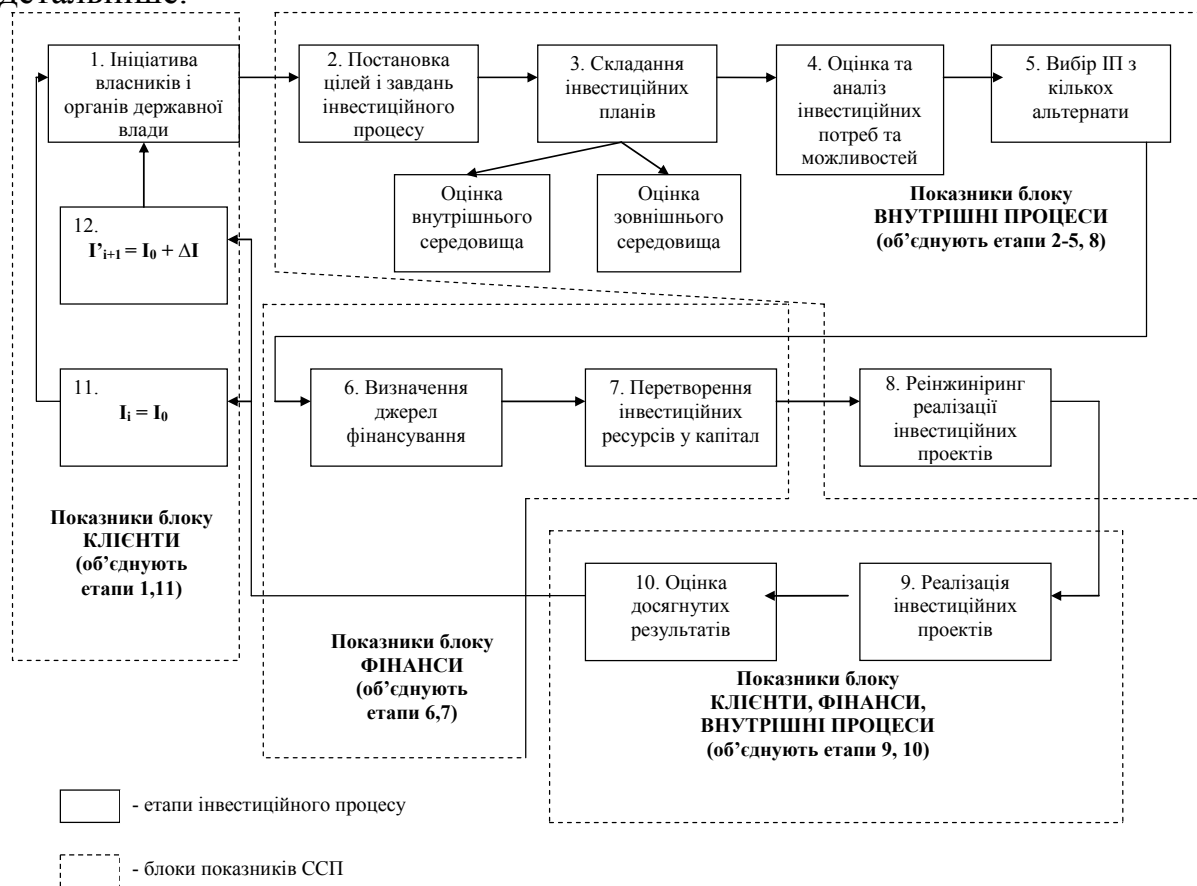 детальніше.
1. Ініціатива
власників і
органів державної
влади
2. Постановка
цілей і завдань
інвестиційного
процесу
3. Складання
інвестиційних
планів
4. Оцінка та
аналіз
інвестиційних
потреб та
можливостей
5. Вибір ІП з
кількох
альтернати
Оцінка
внутрішнього
середовища
Оцінка
зовнішнього
середовища
Показники блоку
ВНУТРІШНІ ПРОЦЕСИ
(об’єднують етапи 2-5, 8)
12.
I’i+1 = I0 + ΔI
11.
Ii = I0
6. Визначення
джерел
фінансування
7. Перетворення
інвестиційних
ресурсів у капітал
8. Реінжиніринг
реалізації
інвестиційних
проектів
Показники блоку
КЛІЄНТИ
(об’єднують
етапи 1,11)
10. Оцінка
досягнутих
результатів
9. Реалізація
інвестиційних
проектів
Показники блоку
ФІНАНСИ
(об’єднують
етапи 6,7)
Показники блоку
КЛІЄНТИ, ФІНАНСИ,
ВНУТРІШНІ ПРОЦЕСИ
(об’єднують етапи 9, 10)
- етапи інвестиційного процесу
- блоки показників ССП